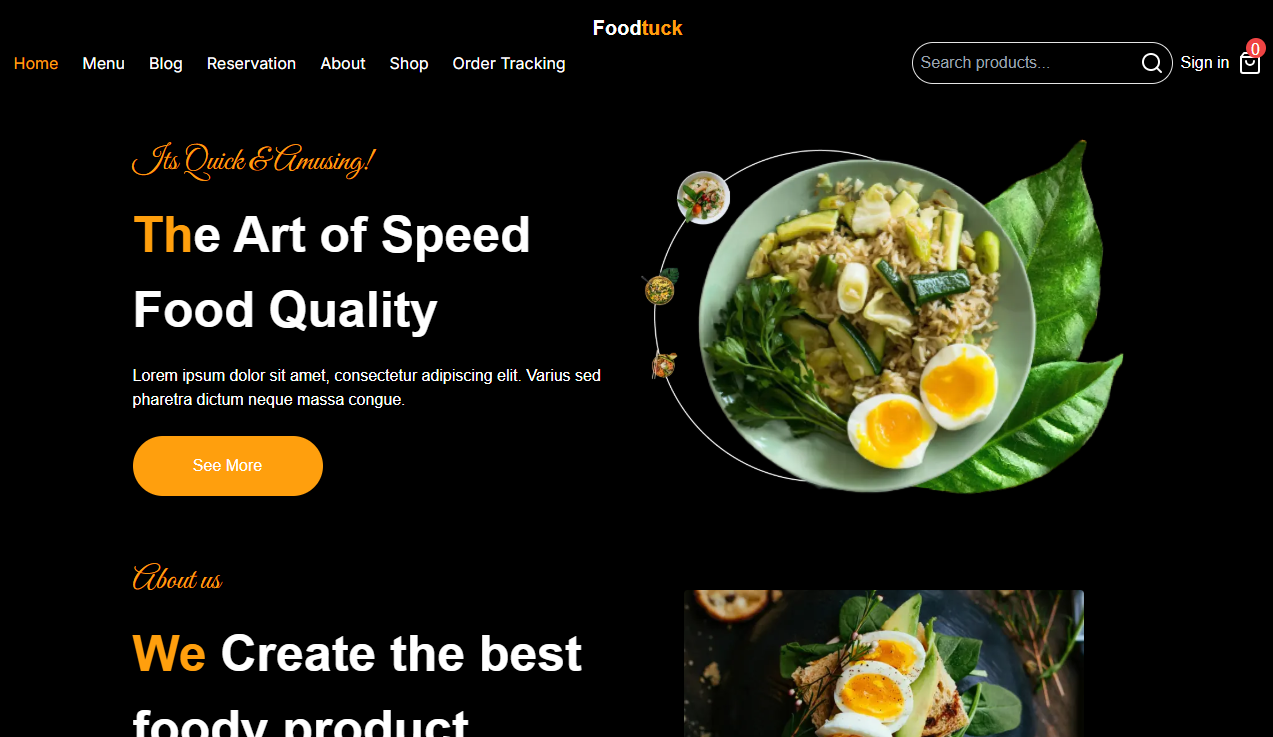 Foodtuck
Home Menu Blog Reservation About Shop Order Tracking Search products... Sign in 0
Its Quick & Amusing!
The Art of Speed
Food Quality
Lorem ipsum dolor sit amet, consectetur adipiscing elit. Varius sed
pharetra dictum neque massa congue.
See More
About us
We Create the best
foody product